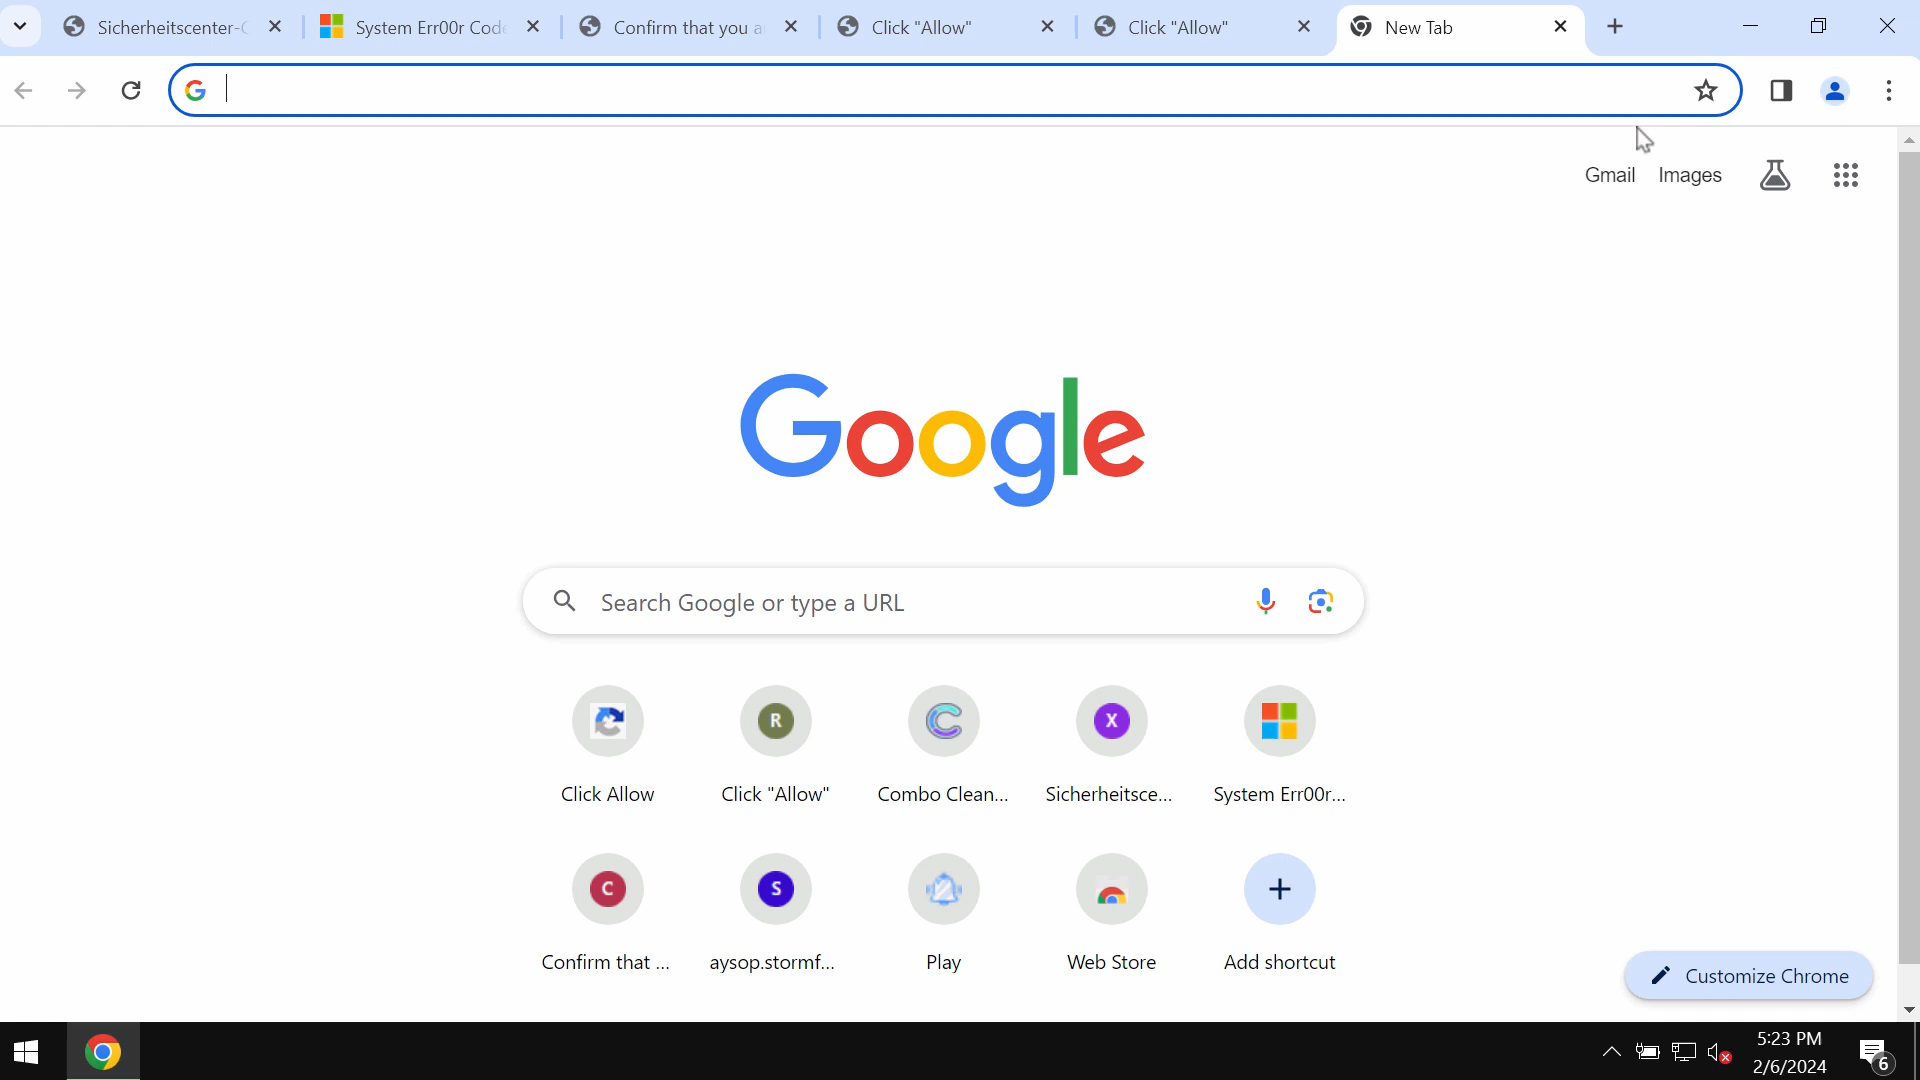 Sicherheitscenter-
System Err00r Code
Confirm that you a
Click "Allow"
Click "Allow"
New Tab
Gmail
Images
Google
Search Google or type a URL
R
X
Click Allow
Click "Allow"
Combo Clean...
Sicherheitsce...
System Err00r...
C
S
Confirm that ...
aysop.stormf...
Play
Web Store
Add shortcut
Customize Chrome
5:23 PM
2/6/2024
6